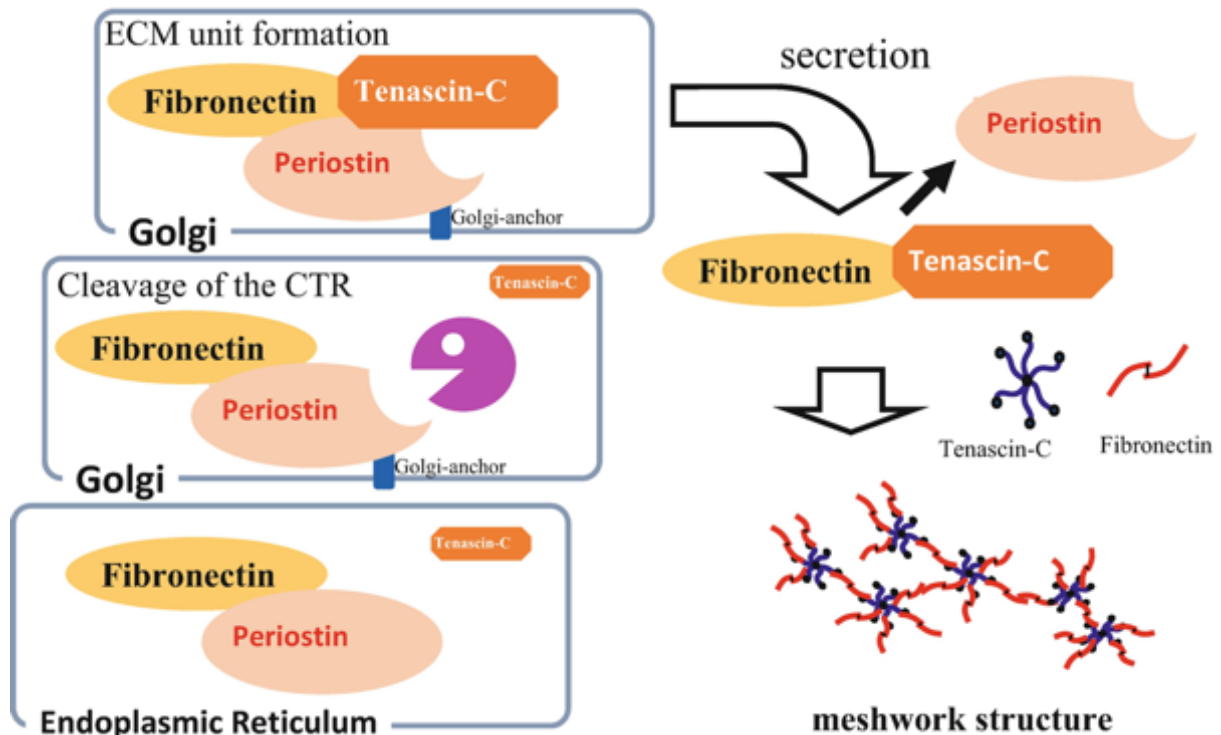 ECM unit formation
Fibronectin
Tenascin-C
Periostin
Golgi-anchor
Golgi
Cleavage of the CTR
Tenascin-C
Fibronectin
Periostin
Golgi-anchor
Golgi
Tenascin-C
Fibronectin
Periostin
Endoplasmic Reticulum
secretion
Periostin
Fibronectin
Tenascin-C
Tenascin-C
Fibronectin
meshwork structure